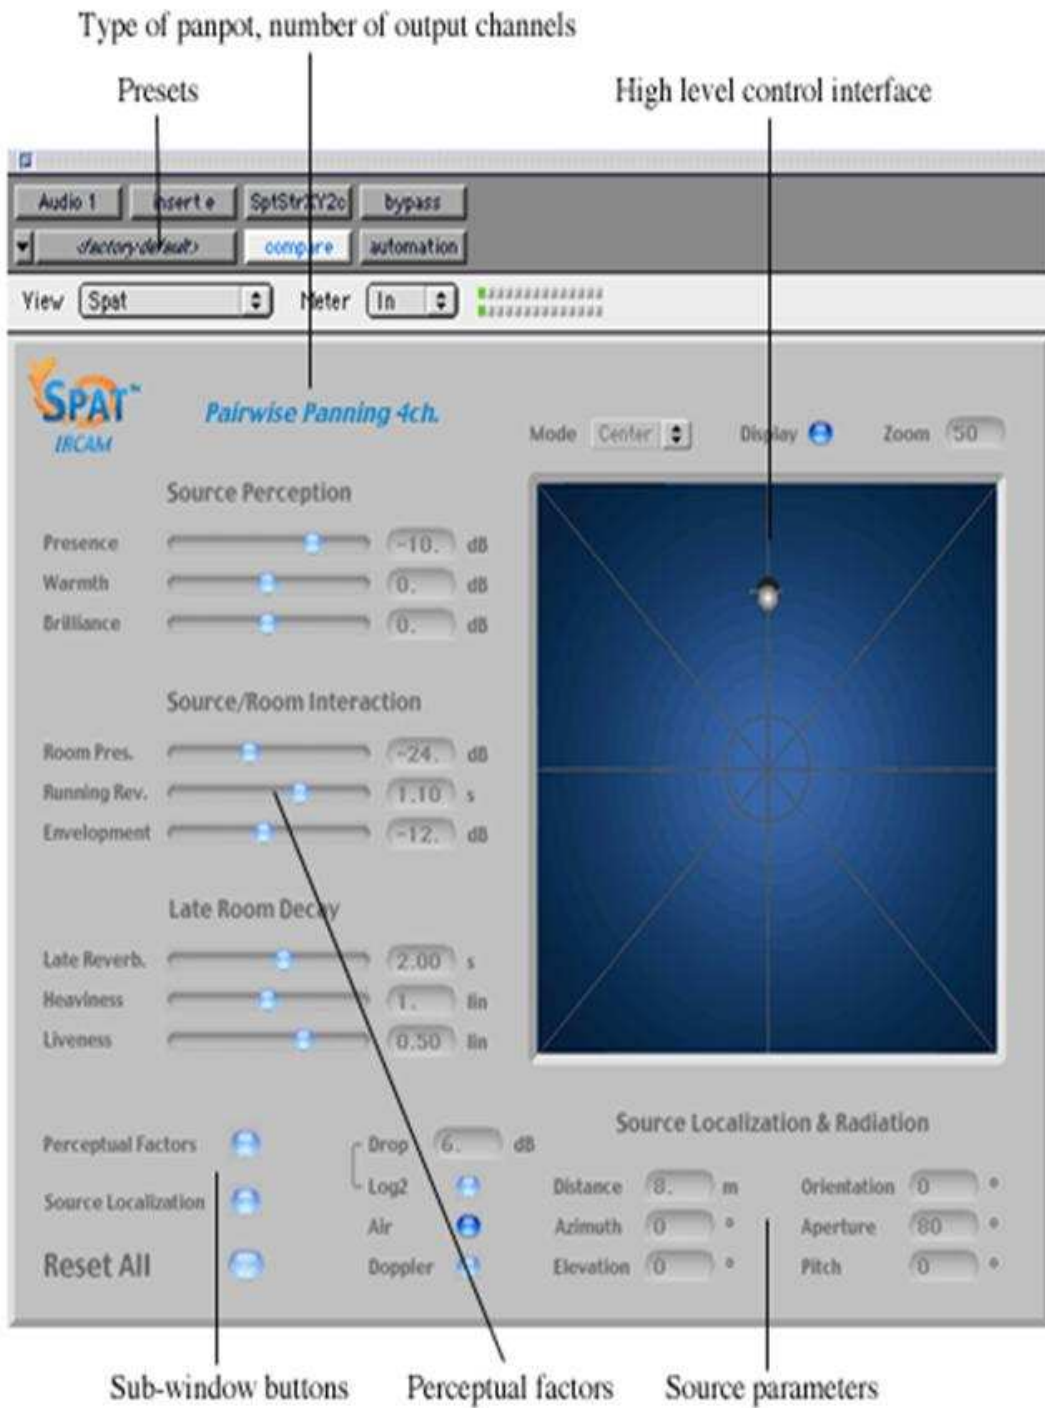 Type of panpot, number of output channels
Presets
High level control interface
Audio 1 insert e SptStrXY2c bypass
<factory default> compare automation
View Spat Meter In
SPAT™
IRCAM
Pairwise Panning 4ch.
Mode Center Display Zoom 50
Source Perception
Presence -10. dB
Warmth 0. dB
Brilliance 0. dB
Source/Room Interaction
Room Pres. -24. dB
Running Rev. 1.10 s
Envelopment -12. dB
Late Room Decay
Late Reverb. 2.00 s
Heaviness 1. lin
Liveness 0.50 lin
Perceptual Factors
Source Localization
Reset All
Drop 6. dB
Log2
Air
Doppler
Source Localization & Radiation
Distance 8. m Orientation 0 °
Azimuth 0 ° Aperture 80 °
Elevation 0 ° Pitch 0 °
Sub-window buttons
Perceptual factors
Source parameters